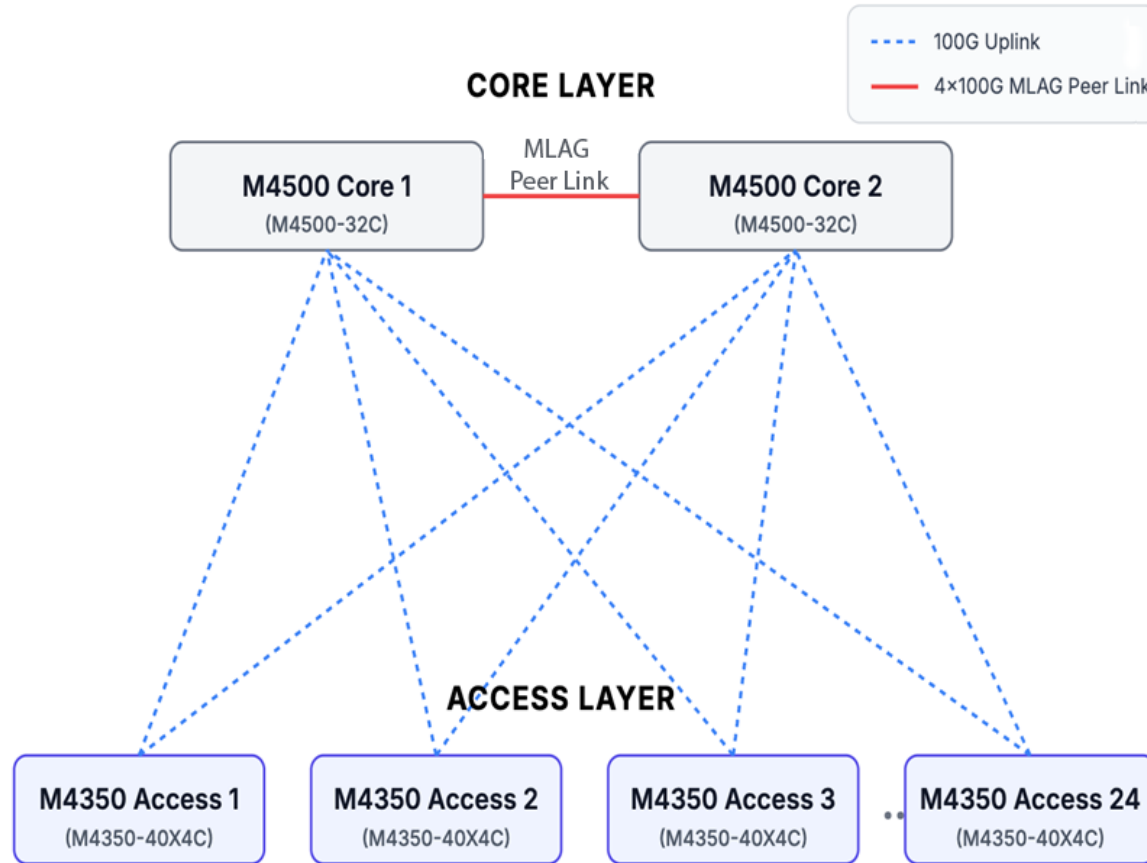 100G Uplink
4×100G MLAG Peer Link
CORE LAYER
MLAG
Peer Link
M4500 Core 1
(M4500-32C)
M4500 Core 2
(M4500-32C)
ACCESS LAYER
M4350 Access 1
(M4350-40X4C)
M4350 Access 2
(M4350-40X4C)
M4350 Access 3
(M4350-40X4C)
..
M4350 Access 24
(M4350-40X4C)